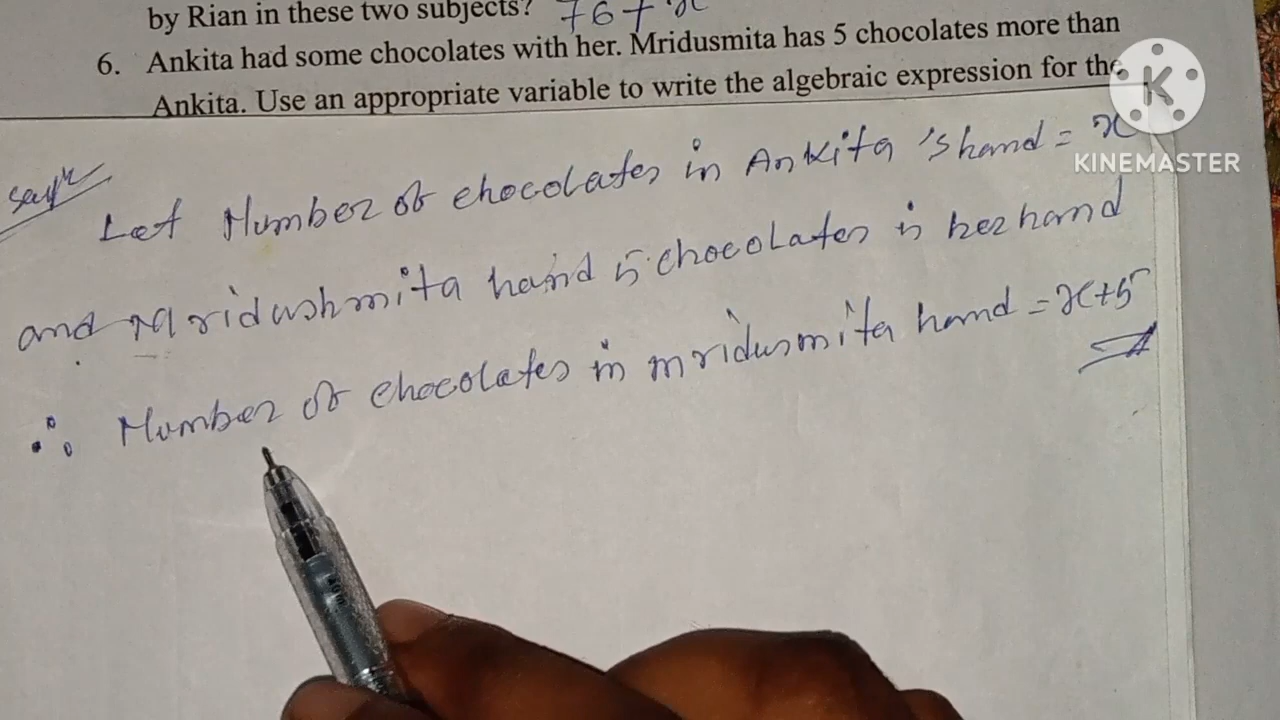 by Rian in these two subjects? 76+x
6. Ankita had some chocolates with her. Mridusmita has 5 chocolates more than
Ankita. Use an appropriate variable to write the algebraic expression for the
K
KINEMASTER
Let Number of chocolates in Ankita 's hand = x
and Mridushmita hand 5 chocolates is her hand
∴ Number of chocolates in mridusmita hand = x+5